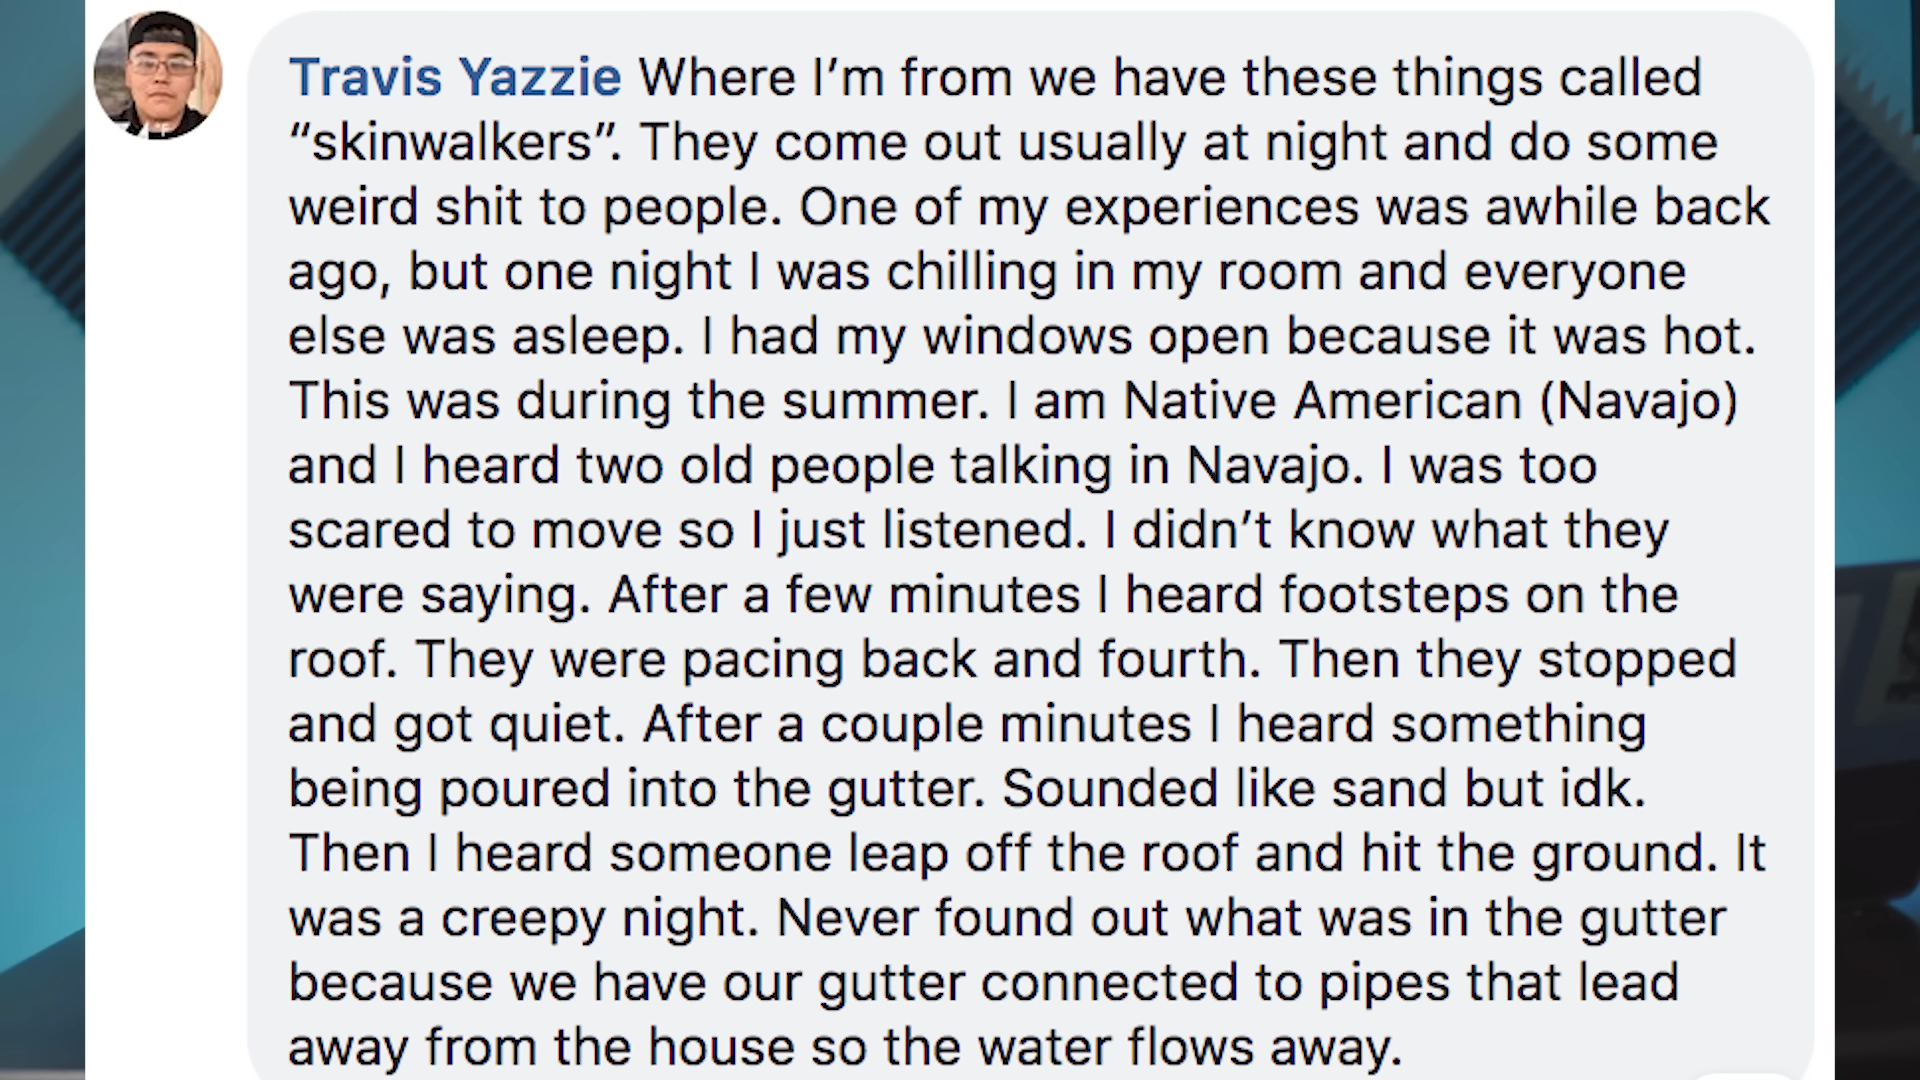 Travis Yazzie Where I’m from we have these things called
“skinwalkers”. They come out usually at night and do some
weird shit to people. One of my experiences was awhile back
ago, but one night I was chilling in my room and everyone
else was asleep. I had my windows open because it was hot.
This was during the summer. I am Native American (Navajo)
and I heard two old people talking in Navajo. I was too
scared to move so I just listened. I didn’t know what they
were saying. After a few minutes I heard footsteps on the
roof. They were pacing back and fourth. Then they stopped
and got quiet. After a couple minutes I heard something
being poured into the gutter. Sounded like sand but idk.
Then I heard someone leap off the roof and hit the ground. It
was a creepy night. Never found out what was in the gutter
because we have our gutter connected to pipes that lead
away from the house so the water flows away.